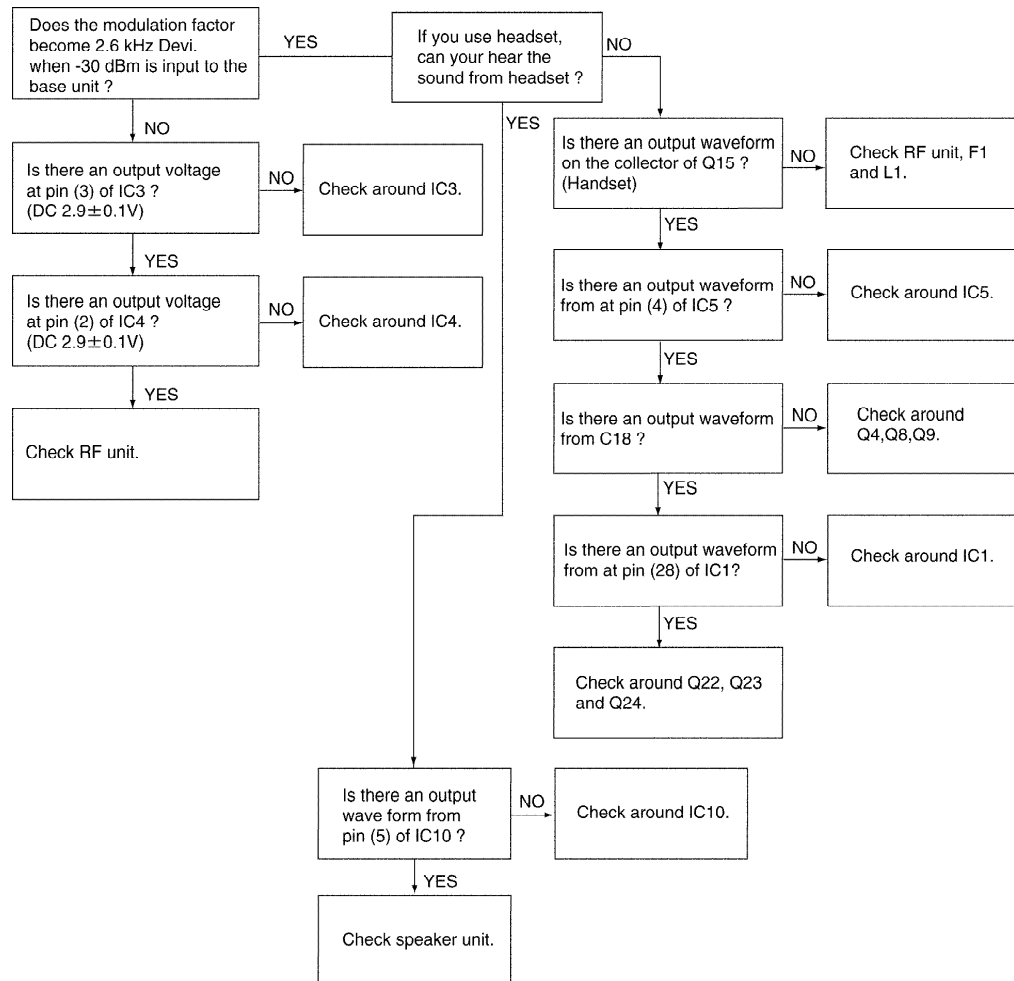 Does the modulation factor
become 2.6 kHz Devi.
when -30 dBm is input to the
base unit ?
YES
If you use headset,
can your hear the
sound from headset ?
NO
YES
NO
Is there an output voltage
at pin (3) of IC3 ?
(DC 2.9±0.1V)
NO
Check around IC3.
YES
Is there an output voltage
at pin (2) of IC4 ?
(DC 2.9±0.1V)
NO
Check around IC4.
YES
Check RF unit.
Is there an output waveform
on the collector of Q15 ?
(Handset)
NO
Check RF unit, F1
and L1.
YES
Is there an output waveform
from at pin (4) of IC5 ?
NO
Check around IC5.
YES
Is there an output waveform
from C18 ?
NO
Check around
Q4,Q8,Q9.
YES
Is there an output waveform
from at pin (28) of IC1?
NO
Check around IC1.
YES
Check around Q22, Q23
and Q24.
Is there an output
wave form from
pin (5) of IC10 ?
NO
Check around IC10.
YES
Check speaker unit.